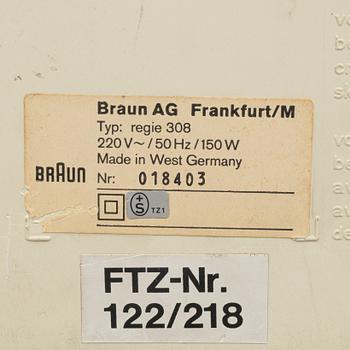 Braun AG Frankfurt/M
Typ: regie 308
220 V~/50 Hz/150 W
Made in West Germany
BRAUN Nr: 018403
+S TZ1
FTZ-Nr.
122/218